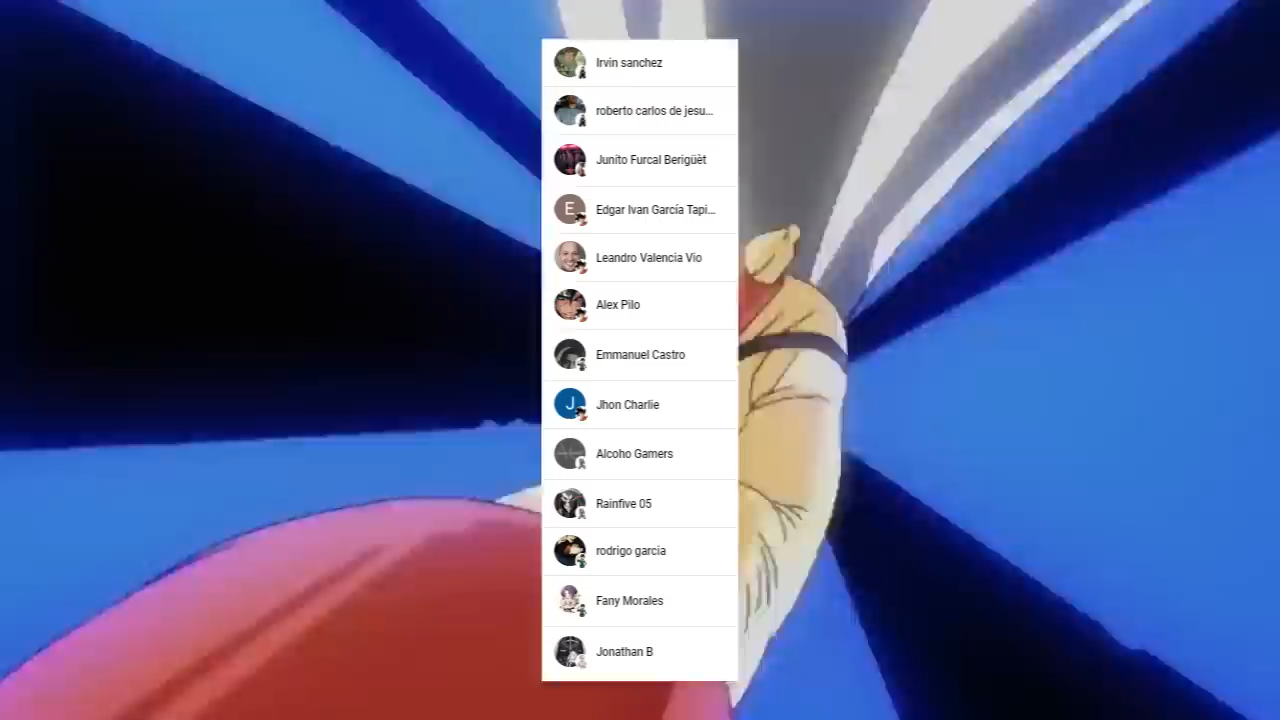 Irvin sanchez
roberto carlos de jesu...
Junito Furcal Berigüèt
E
Edgar Ivan García Tapi...
Leandro Valencia Vio
Alex Pilo
Emmanuel Castro
J
Jhon Charlie
Alcoho Gamers
Rainfive 05
rodrigo garcia
Fany Morales
Jonathan B